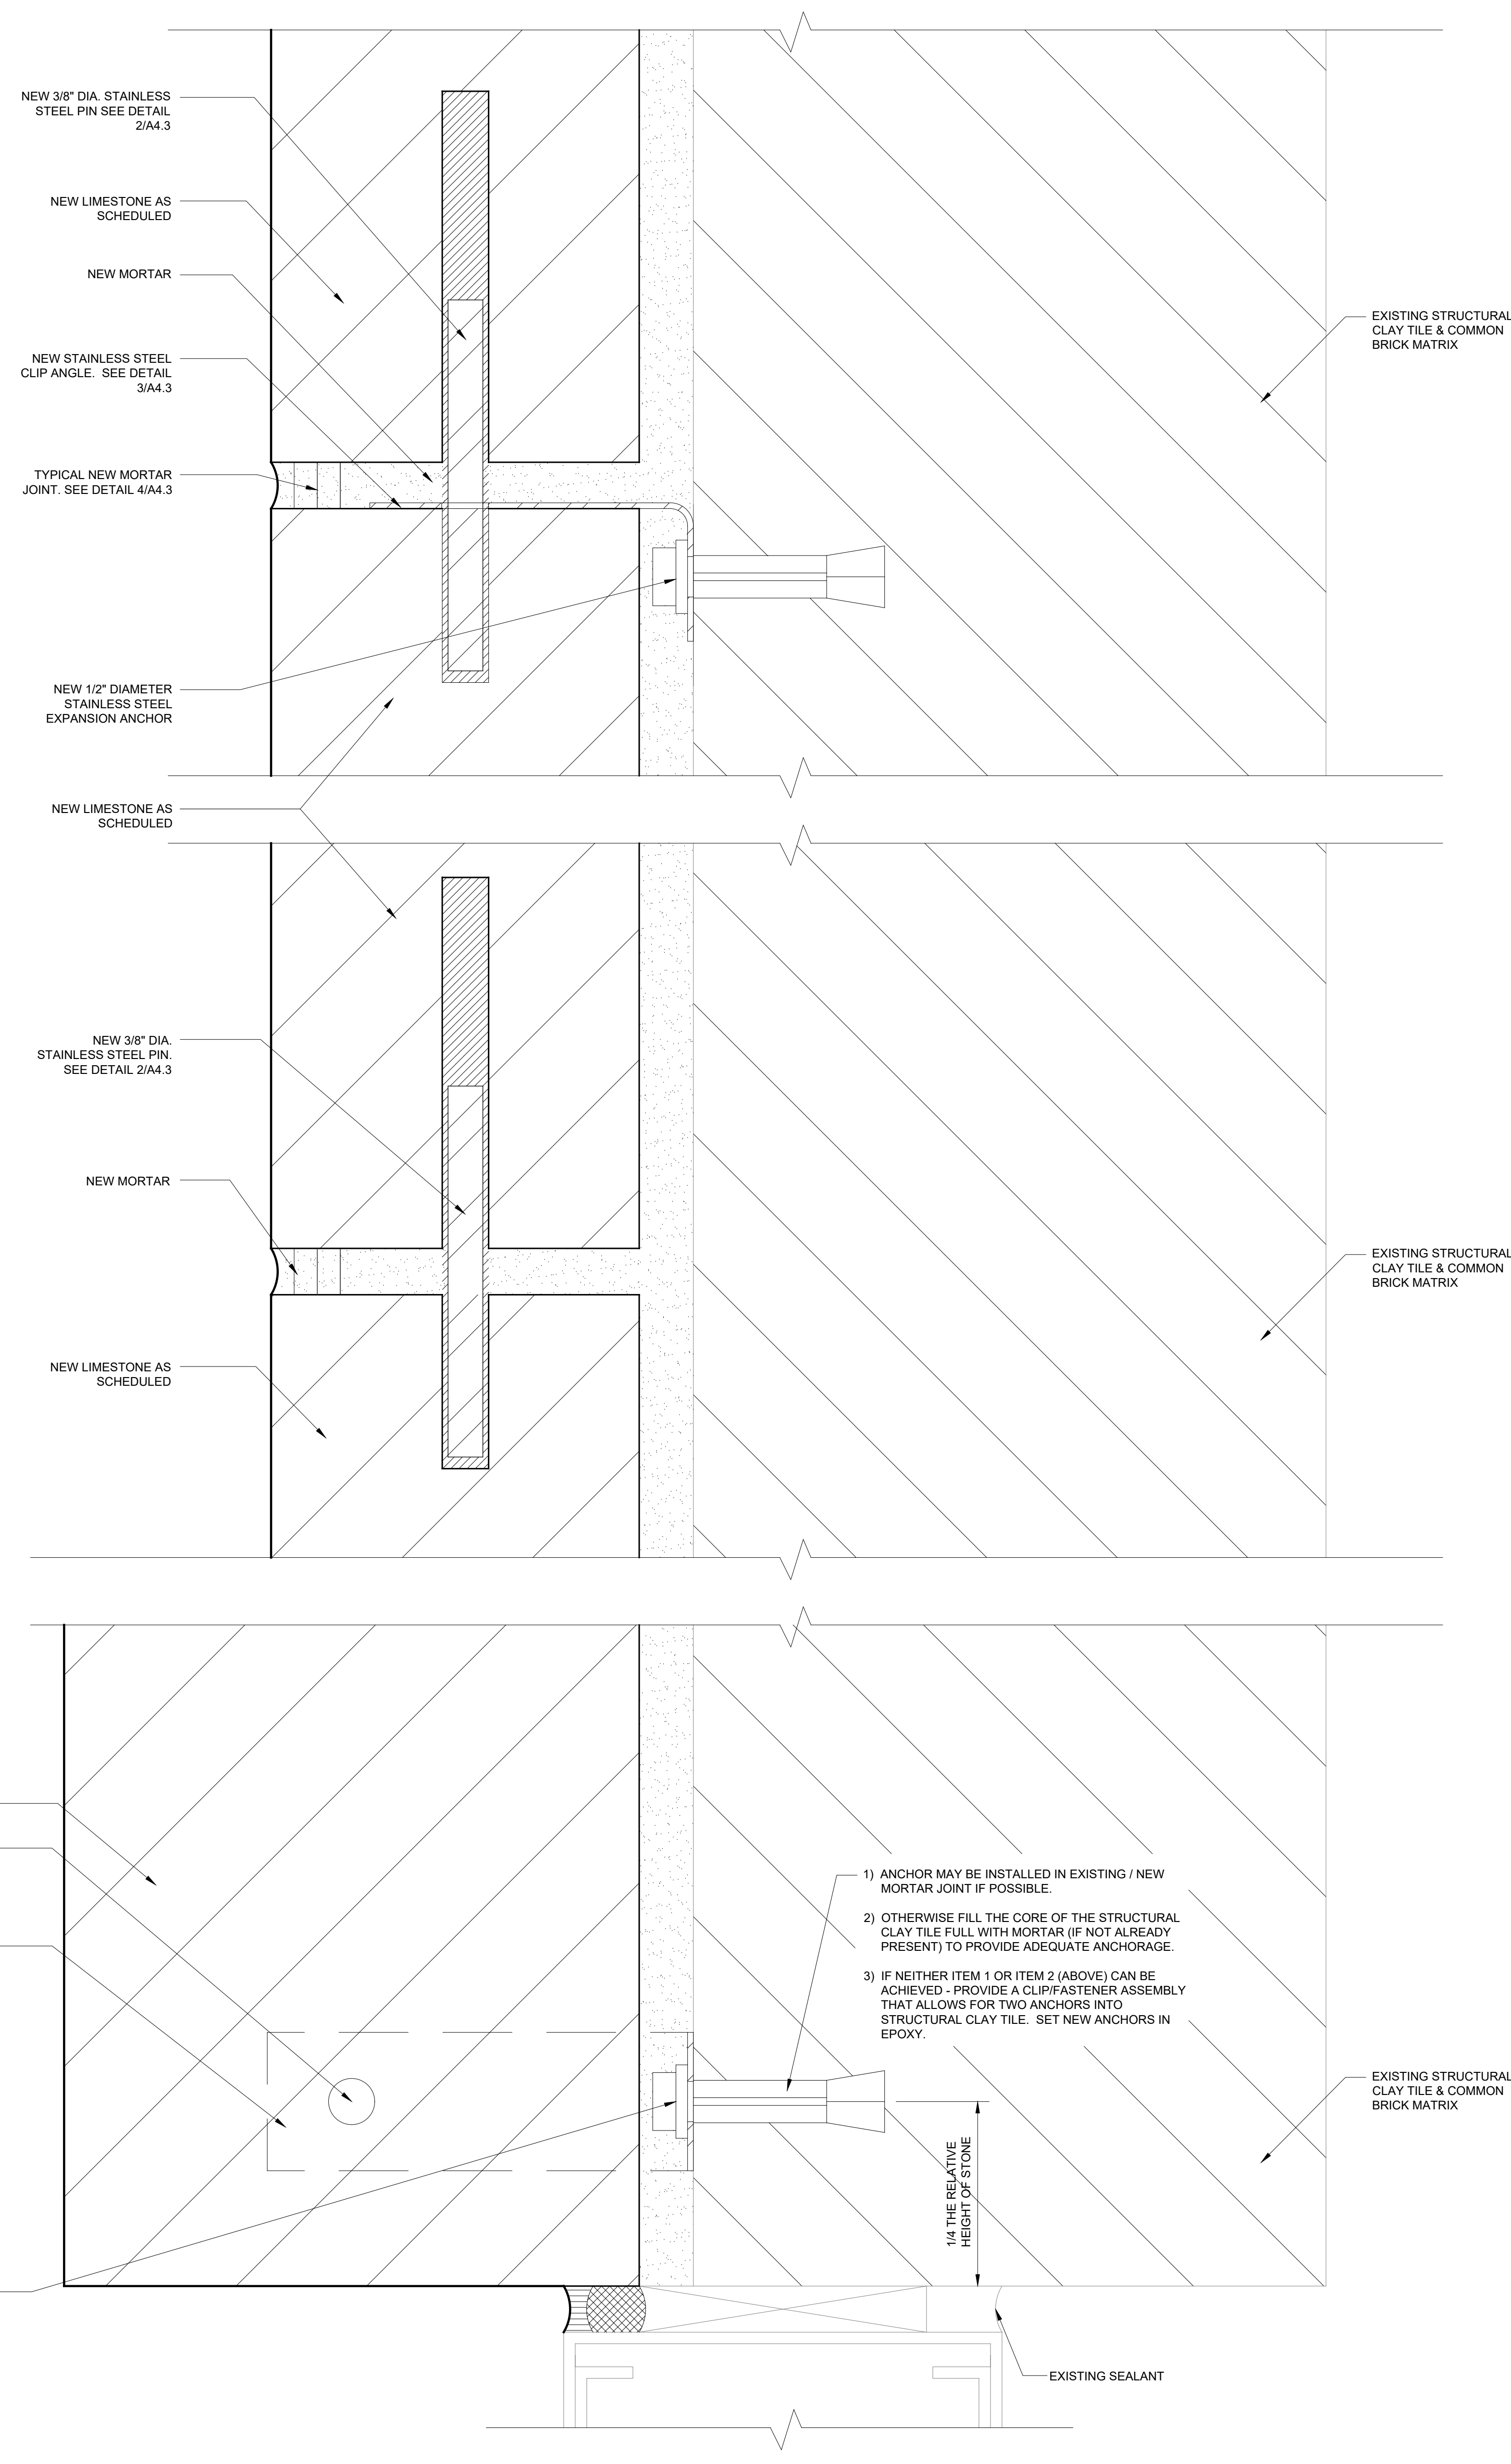 NEW 3/8" DIA. STAINLESS
STEEL PIN SEE DETAIL
2/A4.3
NEW LIMESTONE AS
SCHEDULED
NEW MORTAR
NEW STAINLESS STEEL
CLIP ANGLE.  SEE DETAIL
3/A4.3
TYPICAL NEW MORTAR
JOINT. SEE DETAIL 4/A4.3
NEW 1/2" DIAMETER
STAINLESS STEEL
EXPANSION ANCHOR
EXISTING STRUCTURAL
CLAY TILE & COMMON
BRICK MATRIX
NEW LIMESTONE AS
SCHEDULED
NEW 3/8" DIA.
STAINLESS STEEL PIN.
SEE DETAIL 2/A4.3
NEW MORTAR
NEW LIMESTONE AS
SCHEDULED
EXISTING STRUCTURAL
CLAY TILE & COMMON
BRICK MATRIX
1) ANCHOR MAY BE INSTALLED IN EXISTING / NEW
MORTAR JOINT IF POSSIBLE.
2) OTHERWISE FILL THE CORE OF THE STRUCTURAL
CLAY TILE FULL WITH MORTAR (IF NOT ALREADY
PRESENT) TO PROVIDE ADEQUATE ANCHORAGE.
3) IF NEITHER ITEM 1 OR ITEM 2 (ABOVE) CAN BE
ACHIEVED - PROVIDE A CLIP/FASTENER ASSEMBLY
THAT ALLOWS FOR TWO ANCHORS INTO
STRUCTURAL CLAY TILE.  SET NEW ANCHORS IN
EPOXY.
EXISTING STRUCTURAL
CLAY TILE & COMMON
BRICK MATRIX
1/4 THE RELATIVE
HEIGHT OF STONE
EXISTING SEALANT